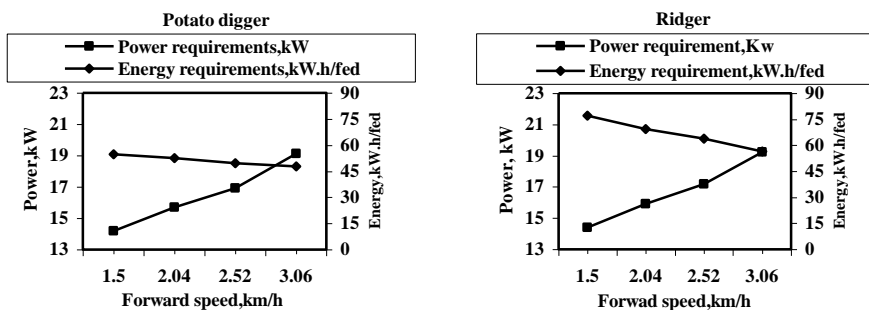 Potato digger
Power requirements,kW
Energy requirements,kW.h/fed
23
21
19
17
15
13
Power,kW
90
75
60
45
30
15
0
Energy,kW.h/fed
1.5 2.04 2.52 3.06
Forward speed,km/h
Ridger
Power requirement,Kw
Energy requirement,kW.h/fed
23
21
19
17
15
13
Power, kW
90
75
60
45
30
15
0
Energy,kW.h/fed
1.5 2.04 2.52 3.06
Forwad speed,km/h